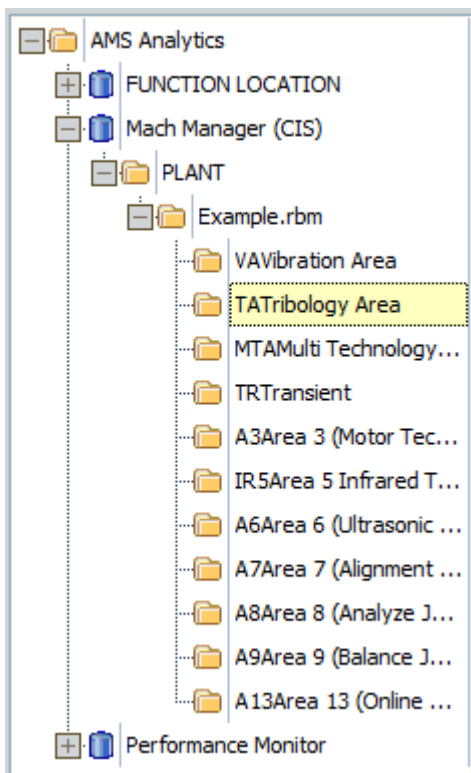 AMS Analytics
FUNCTION LOCATION
Mach Manager (CIS)
PLANT
Example.rbm
VAVibration Area
TATribology Area
MTAMulti Technology...
TRTransient
A3Area 3 (Motor Tec...
IR5Area 5 Infrared T...
A6Area 6 (Ultrasonic ...
A7Area 7 (Alignment ...
A8Area 8 (Analyze J...
A9Area 9 (Balance J...
A13Area 13 (Online ...
Performance Monitor